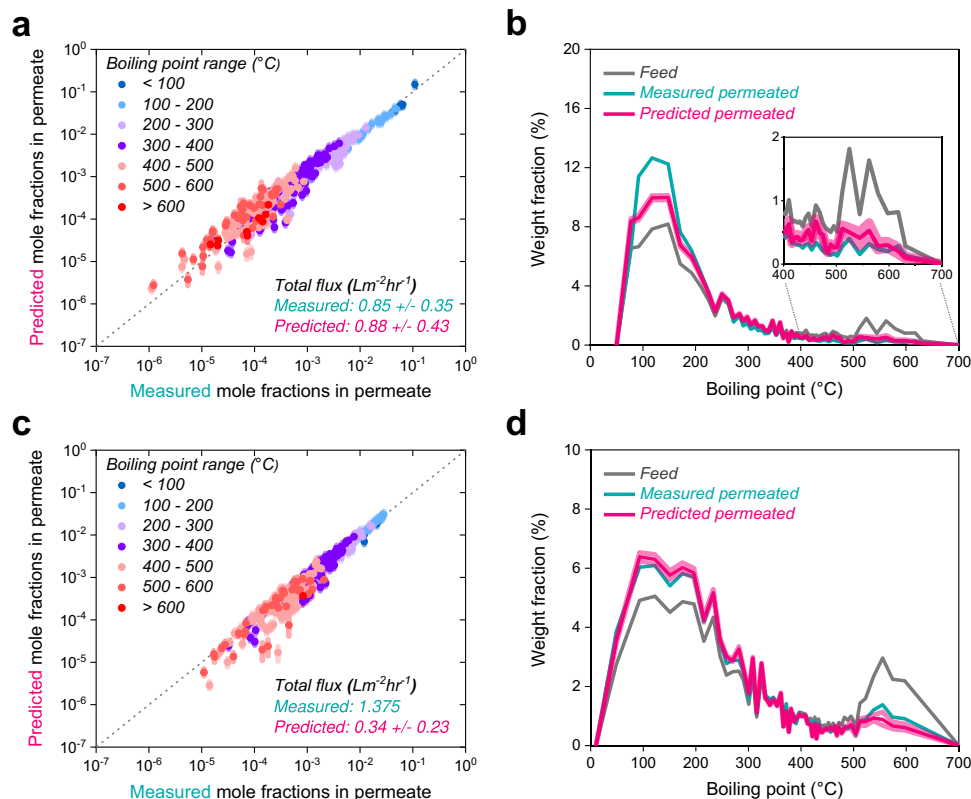 a
Predicted mole fractions in permeate
10⁰
10⁻¹
10⁻²
10⁻³
10⁻⁴
10⁻⁵
10⁻⁶
10⁻⁷
Boiling point range (°C)
< 100
100 - 200
200 - 300
300 - 400
400 - 500
500 - 600
> 600
Total flux (Lm⁻²hr⁻¹)
Measured: 0.85 +/- 0.35
Predicted: 0.88 +/- 0.43
10⁻⁷ 10⁻⁶ 10⁻⁵ 10⁻⁴ 10⁻³ 10⁻² 10⁻¹ 10⁰
Measured mole fractions in permeate
b
Weight fraction (%)
20
16
12
8
4
0
Feed
Measured permeated
Predicted permeated
2
1
0
400 500 600 700
0 100 200 300 400 500 600 700
Boiling point (°C)
c
Predicted mole fractions in permeate
10⁰
10⁻¹
10⁻²
10⁻³
10⁻⁴
10⁻⁵
10⁻⁶
10⁻⁷
Boiling point range (°C)
< 100
100 - 200
200 - 300
300 - 400
400 - 500
500 - 600
> 600
Total flux (Lm⁻²hr⁻¹)
Measured: 1.375
Predicted: 0.34 +/- 0.23
10⁻⁷ 10⁻⁶ 10⁻⁵ 10⁻⁴ 10⁻³ 10⁻² 10⁻¹ 10⁰
Measured mole fractions in permeate
d
Weight fraction (%)
10
8
6
4
2
0
Feed
Measured permeated
Predicted permeated
0 100 200 300 400 500 600 700
Boiling point (°C)